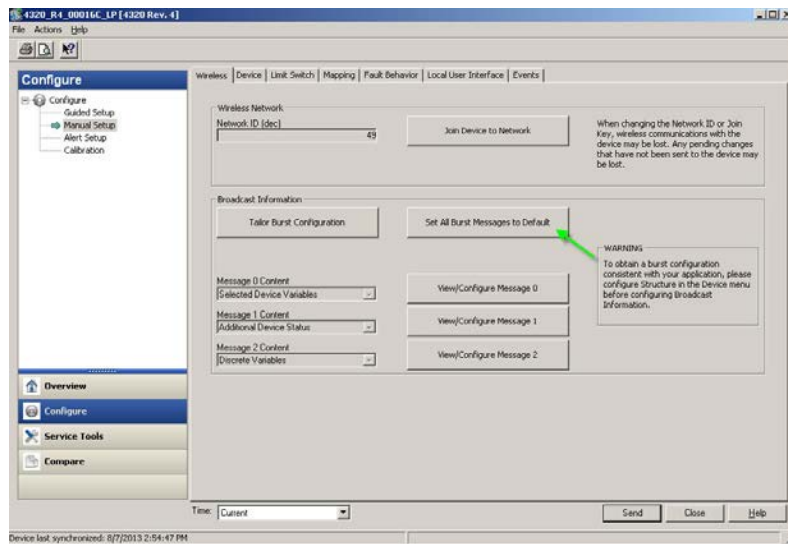 4320_R4_00016C_LP [4320 Rev. 4]
File Actions Help
Configure
Configure
Guided Setup
Manual Setup
Alert Setup
Calibration
Overview
Configure
Service Tools
Compare
Wireless Device Limit Switch Mapping Fault Behavior Local User Interface Events
Wireless Network
Network ID (dec)
49
Join Device to Network
When changing the Network ID or Join
Key, wireless communications with the
device may be lost. Any pending changes
that have not been sent to the device may
be lost.
Broadcast Information
Tailor Burst Configuration
Set All Burst Messages to Default
WARNING
To obtain a burst configuration
consistent with your application, please
configure Structure in the Device menu
before configuring Broadcast
Information.
Message 0 Content
Selected Device Variables
View/Configure Message 0
Message 1 Content
Additional Device Status
View/Configure Message 1
Message 2 Content
Discrete Variables
View/Configure Message 2
Time: Current
Send Close Help
Device last synchronized: 8/7/2013 2:54:47 PM